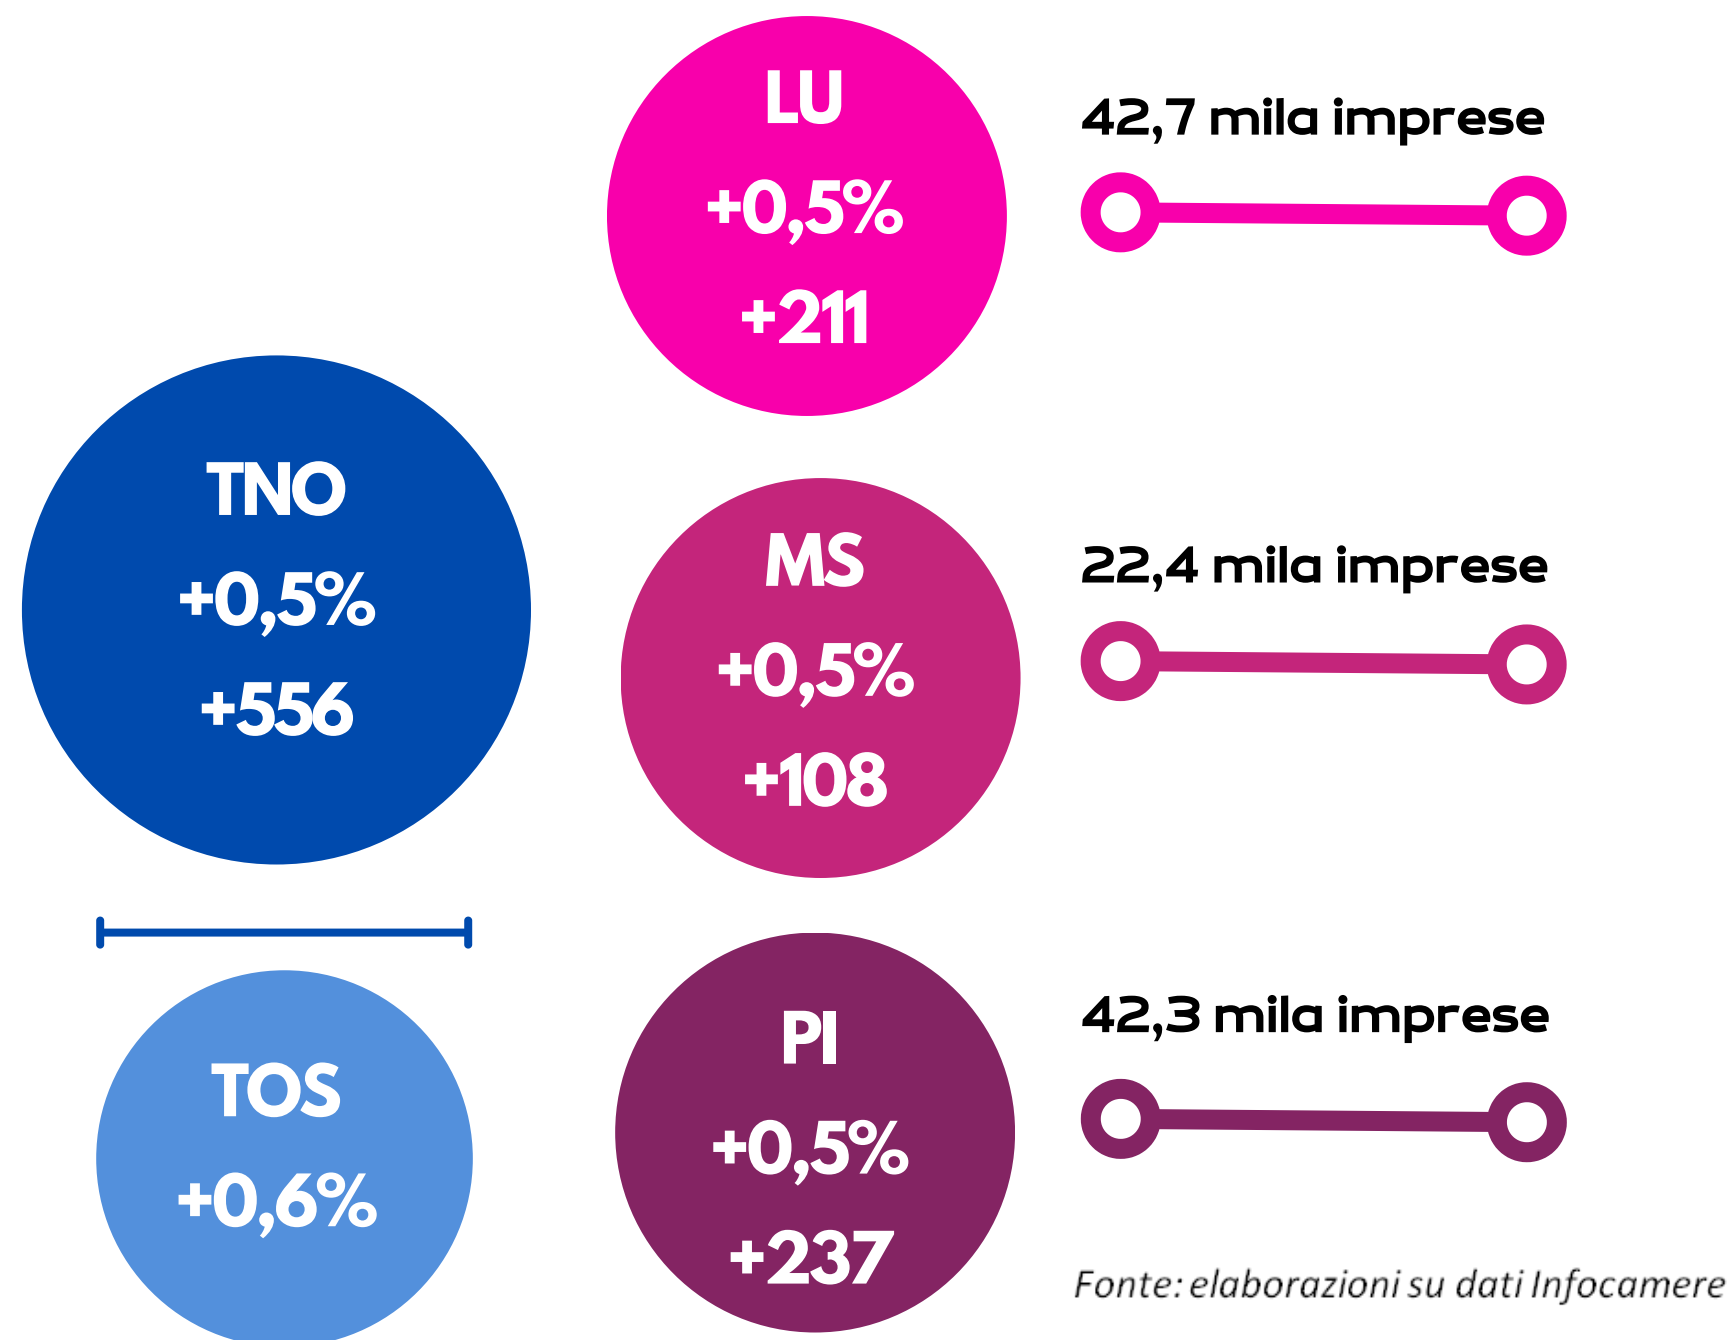 LU
+0,5%
+211
42,7 mila imprese
TNO
+0,5%
+556
MS
+0,5%
+108
22,4 mila imprese
TOS
+0,6%
PI
+0,5%
+237
42,3 mila imprese
Fonte: elaborazioni su dati Infocamere